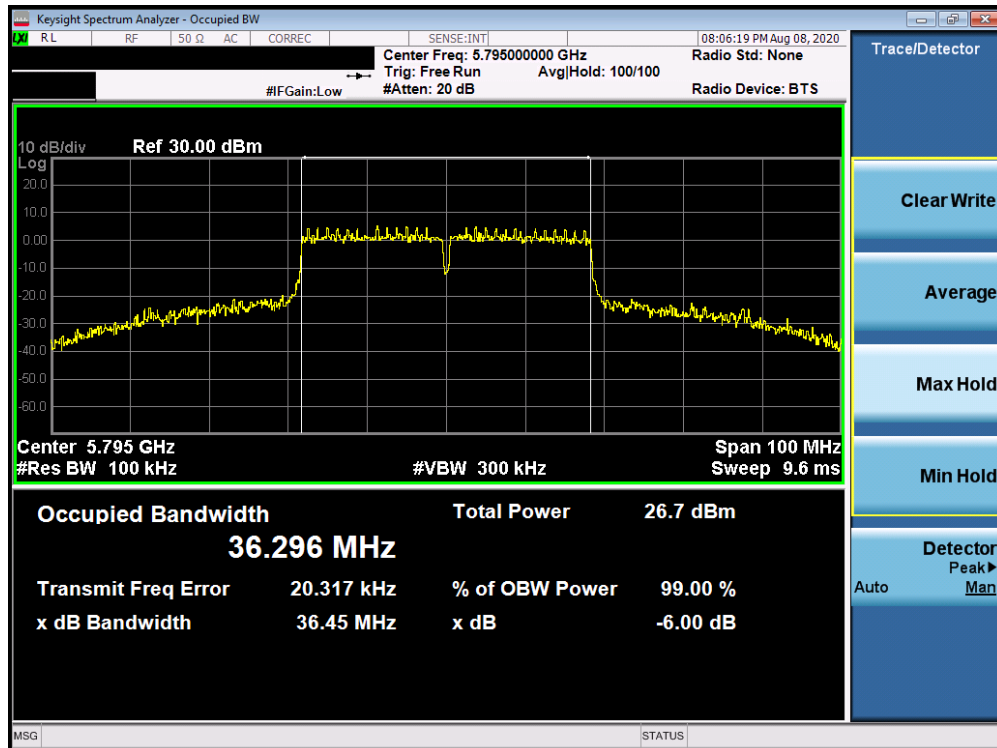 Keysight Spectrum Analyzer - Occupied BW
LXI RL RF 50 Ω AC CORREC SENSE:INT 08:06:19 PM Aug 08, 2020
Center Freq: 5.795000000 GHz Radio Std: None
Trig: Free Run Avg|Hold: 100/100
#IFGain:Low #Atten: 20 dB Radio Device: BTS
10 dB/div Ref 30.00 dBm
Log
20.0
10.0
0.00
-10.0
-20.0
-30.0
-40.0
-50.0
-60.0
Center 5.795 GHz Span 100 MHz
#Res BW 100 kHz #VBW 300 kHz Sweep 9.6 ms
Occupied Bandwidth Total Power 26.7 dBm
36.296 MHz
Transmit Freq Error 20.317 kHz % of OBW Power 99.00 %
x dB Bandwidth 36.45 MHz x dB -6.00 dB
MSG STATUS
Trace/Detector
Clear Write
Average
Max Hold
Min Hold
Detector
Peak▶
Auto Man